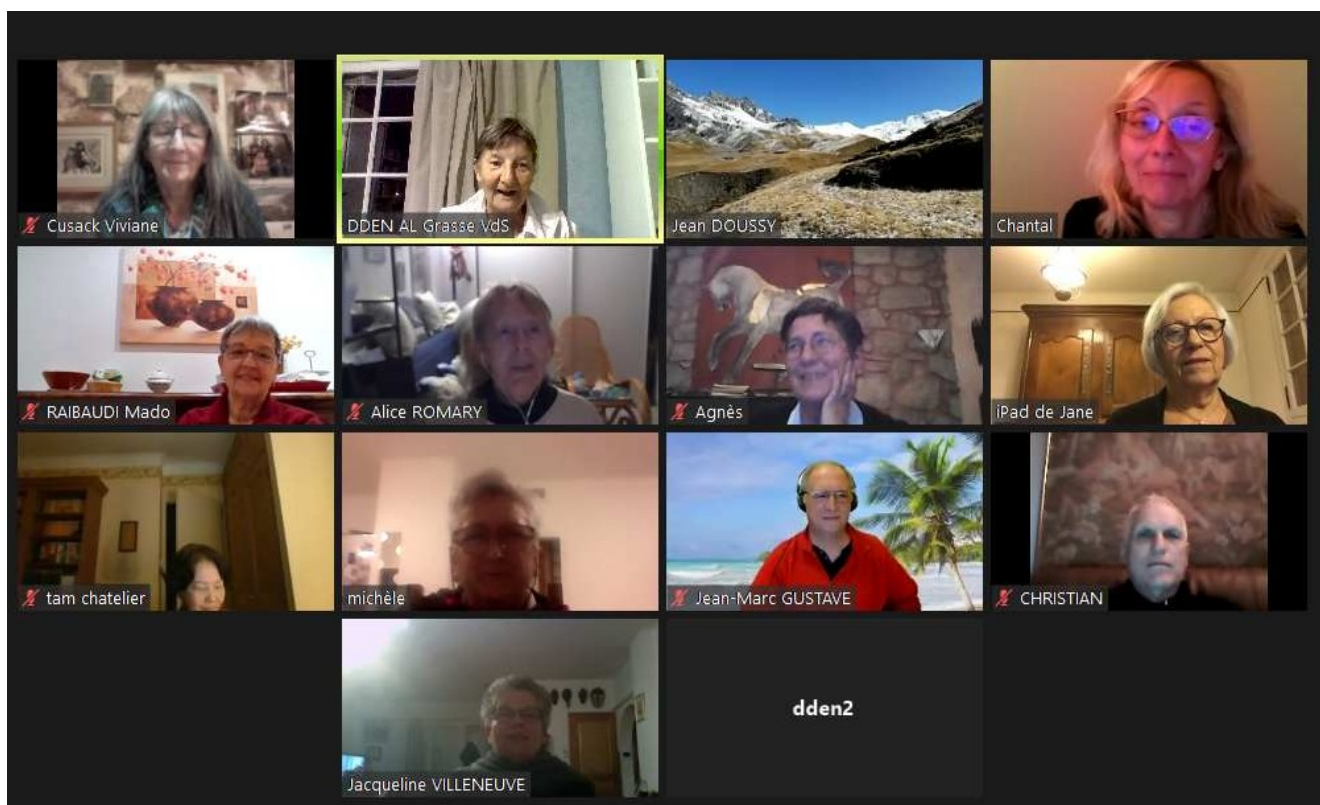 Cusack Viviane
DDEN AL Grasse VdS
Jean DOUSSY
Chantal
RAIBAUDI Mado
Alice ROMARY
Agnès
iPad de Jane
tam chatelier
michèle
Jean-Marc GUSTAVE
CHRISTIAN
Jacqueline VILLENEUVE
dden2